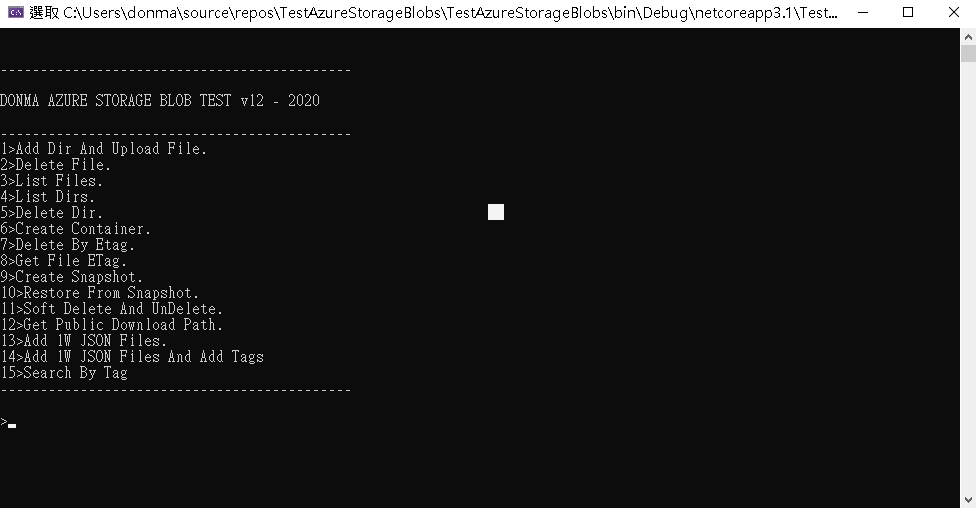 選取 C:\Users\donma\source\repos\TestAzureStorageBlobs\TestAzureStorageBlobs\bin\Debug\netcoreapp3.1\Test...
-------------------------------------------
DONMA AZURE STORAGE BLOB TEST v12 - 2020
-------------------------------------------
1>Add Dir And Upload File.
2>Delete File.
3>List Files.
4>List Dirs.
5>Delete Dir.
6>Create Container.
7>Delete By Etag.
8>Get File ETag.
9>Create Snapshot.
10>Restore From Snapshot.
11>Soft Delete And UnDelete.
12>Get Public Download Path.
13>Add 1W JSON Files.
14>Add 1W JSON Files And Add Tags
15>Search By Tag
-------------------------------------------
>